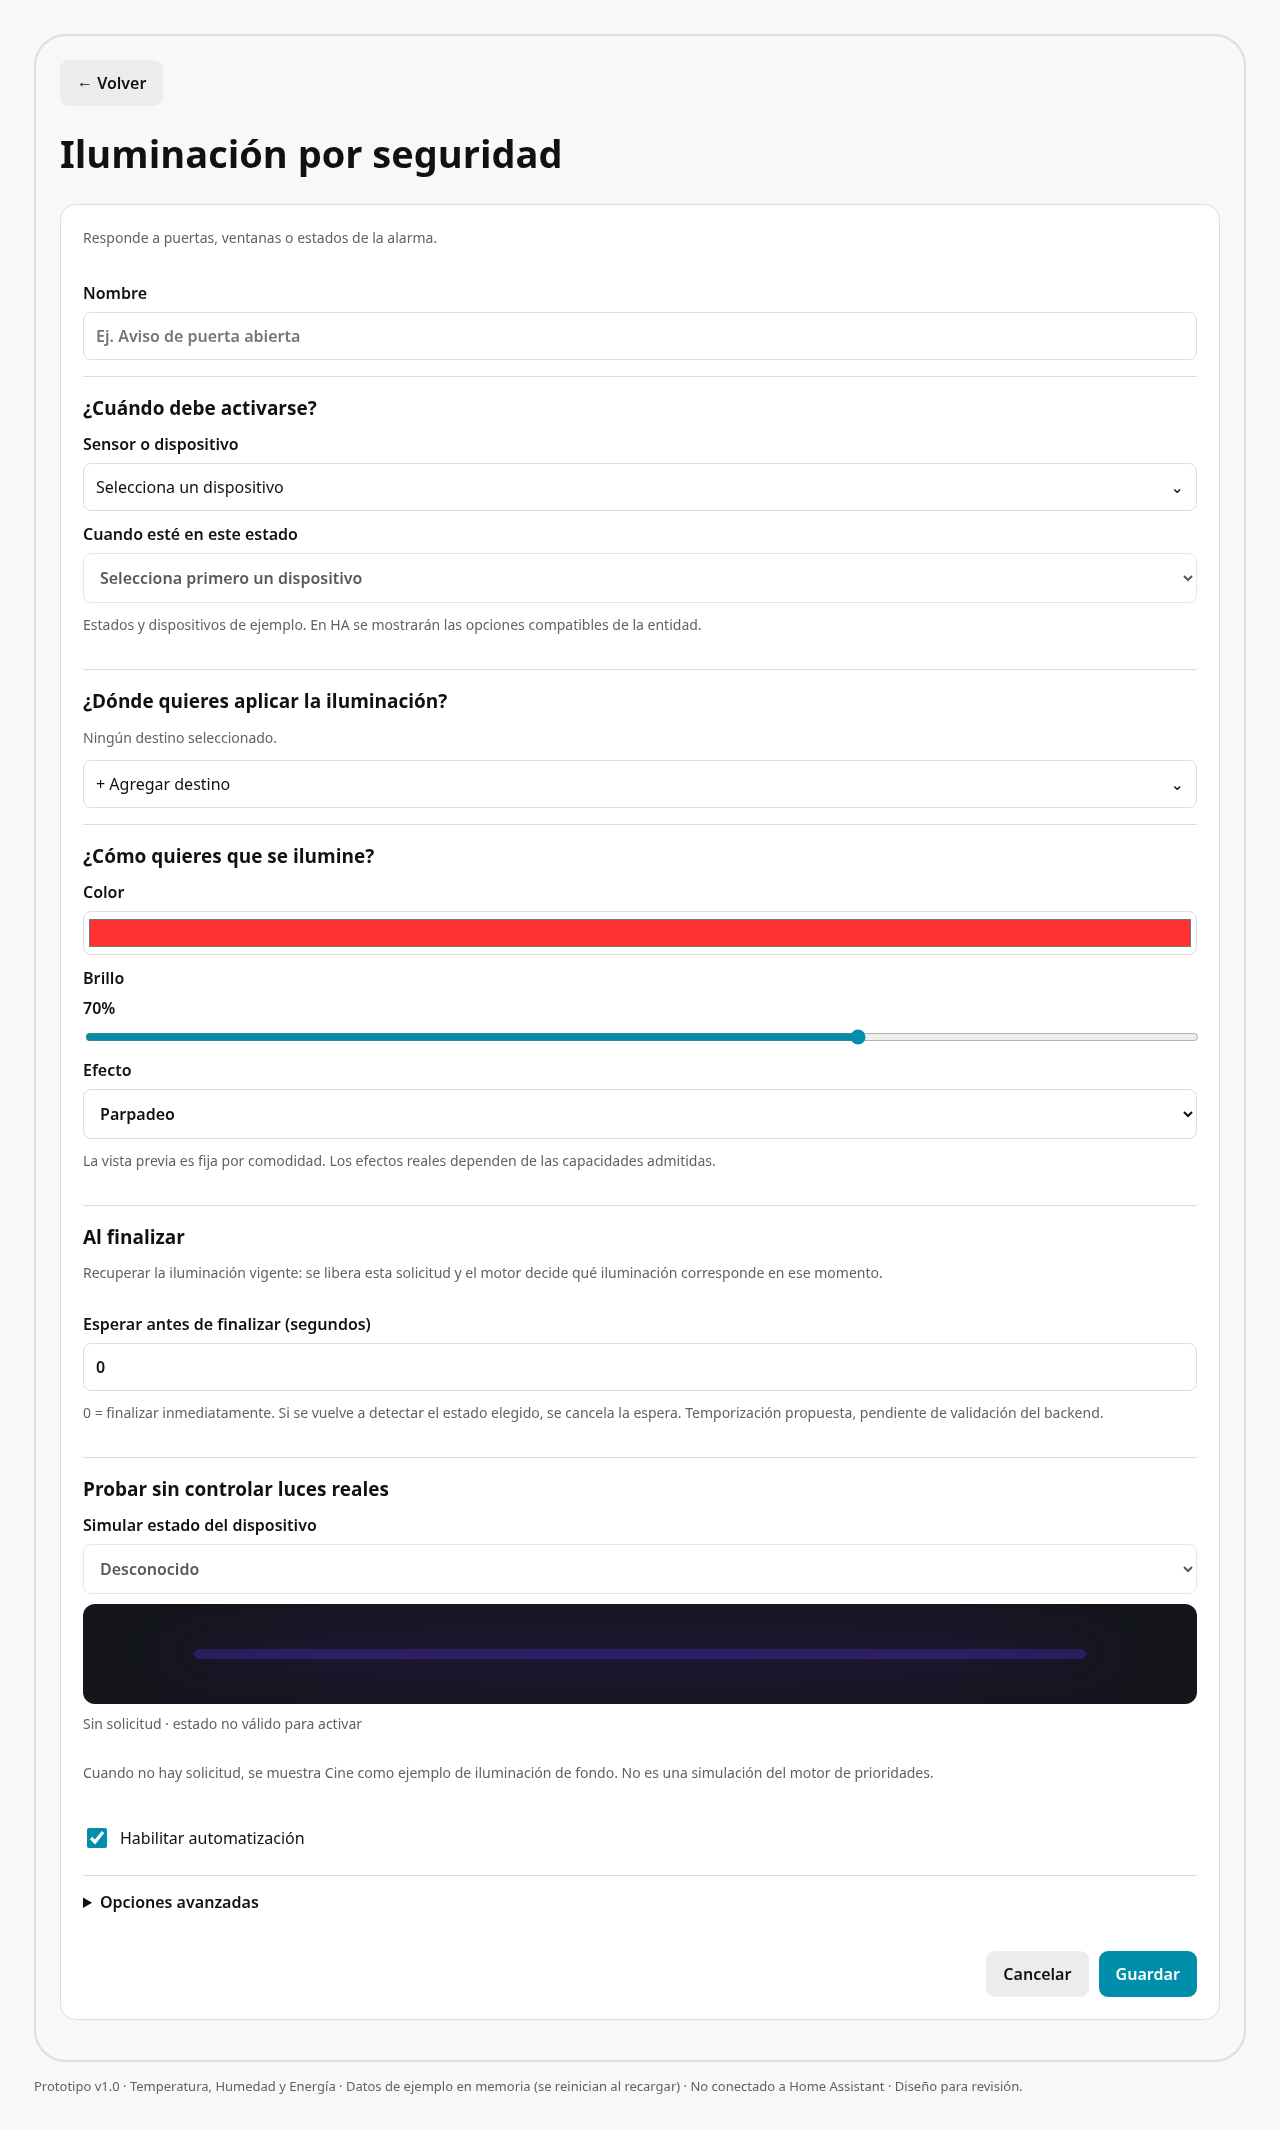 ← Volver
Iluminación por seguridad
Responde a puertas, ventanas o estados de la alarma.
Nombre
Ej. Aviso de puerta abierta
¿Cuándo debe activarse?
Sensor o dispositivo
Selecciona un dispositivo
Cuando esté en este estado
Selecciona primero un dispositivo
Estados y dispositivos de ejemplo. En HA se mostrarán las opciones compatibles de la entidad.
¿Dónde quieres aplicar la iluminación?
Ningún destino seleccionado.
+ Agregar destino
¿Cómo quieres que se ilumine?
Color
Brillo
70%
Efecto
Parpadeo
La vista previa es fija por comodidad. Los efectos reales dependen de las capacidades admitidas.
Al finalizar
Recuperar la iluminación vigente: se libera esta solicitud y el motor decide qué iluminación corresponde en ese momento.
Esperar antes de finalizar (segundos)
0
0 = finalizar inmediatamente. Si se vuelve a detectar el estado elegido, se cancela la espera. Temporización propuesta, pendiente de validación del backend.
Probar sin controlar luces reales
Simular estado del dispositivo
Desconocido
Sin solicitud · estado no válido para activar
Cuando no hay solicitud, se muestra Cine como ejemplo de iluminación de fondo. No es una simulación del motor de prioridades.
Habilitar automatización
Opciones avanzadas
Cancelar
Guardar
Prototipo v1.0 · Temperatura, Humedad y Energía · Datos de ejemplo en memoria (se reinician al recargar) · No conectado a Home Assistant · Diseño para revisión.